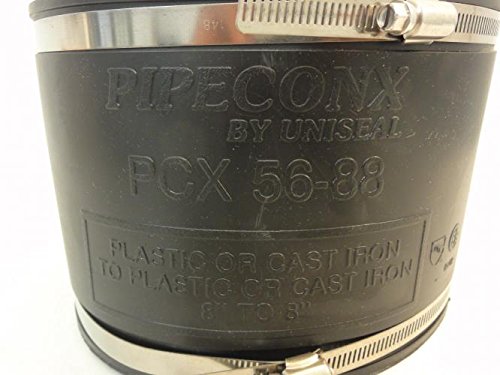 PIPECONX
BY UNISEAL
PCX 56-88
PLASTIC OR CAST IRON
TO PLASTIC OR CAST IRON
8" TO 8"